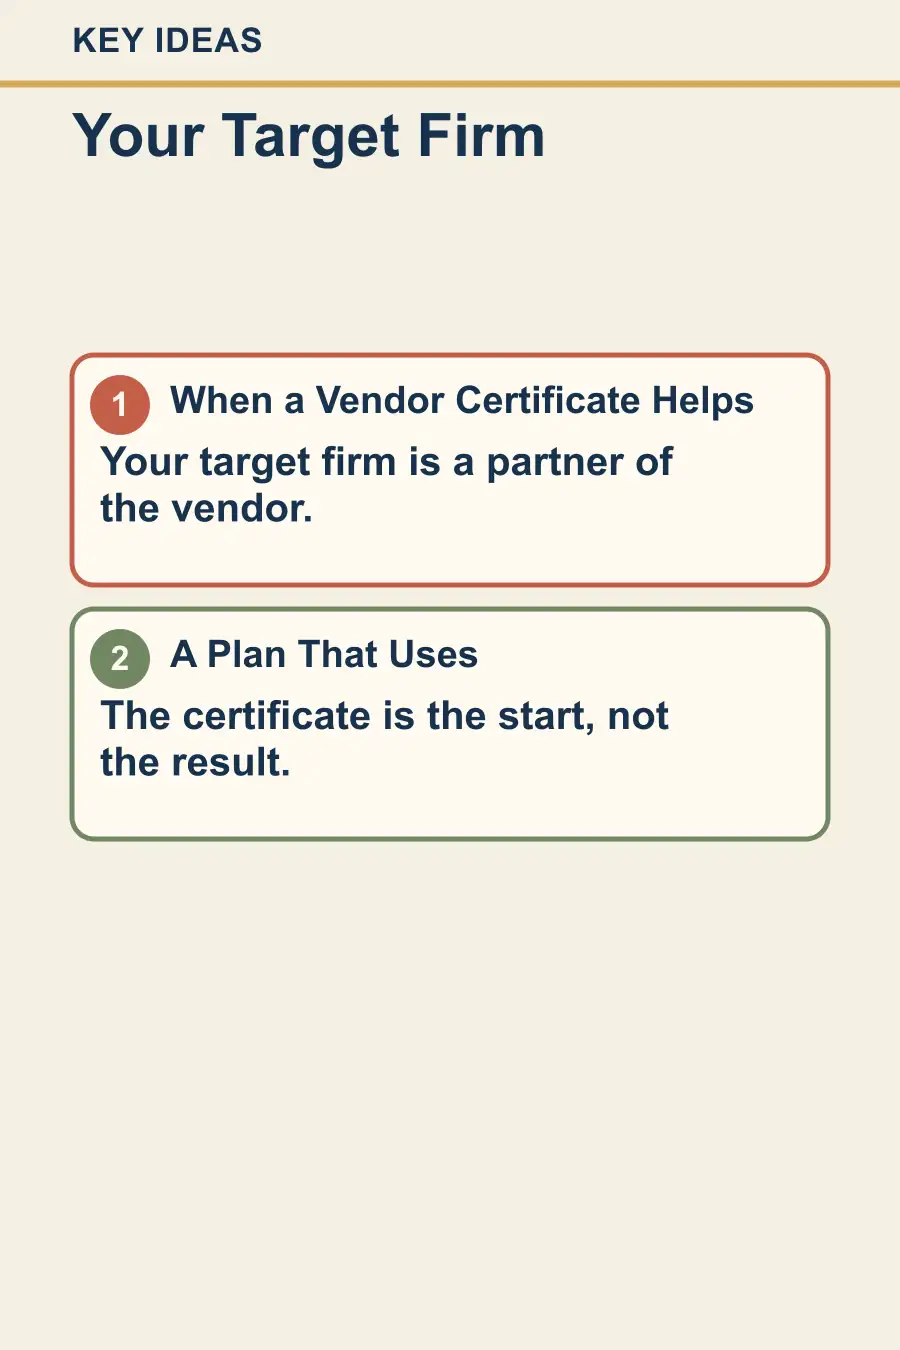 KEY IDEAS
Your Target Firm
1 When a Vendor Certificate Helps
Your target firm is a partner of
the vendor.
2 A Plan That Uses
The certificate is the start, not
the result.